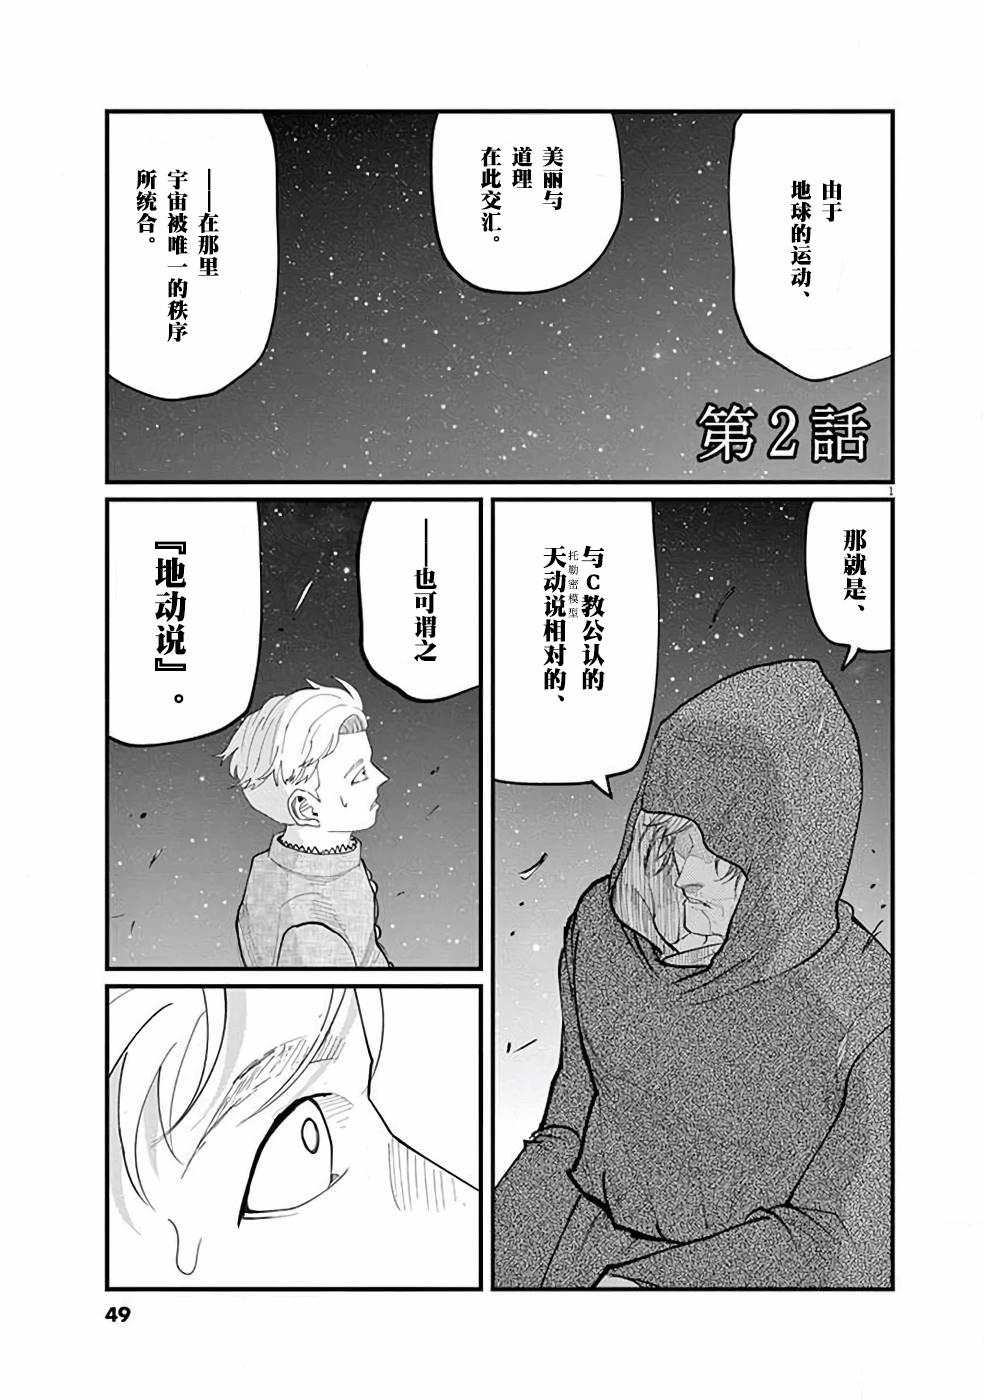 由于
地球的运动、
美丽与
道理
在此交汇。
——在那里
宇宙被唯一的秩序
所统合。
第2話
1
那就是、
与C教公认的
托勒密模型
天动说相对的、
——也可谓之
『地动说』。
49